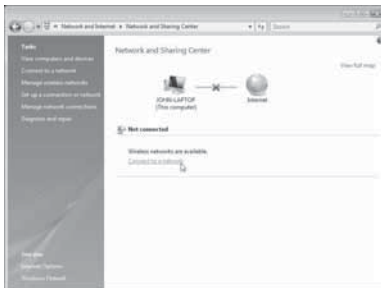 Network and Internet ▸ Network and Sharing Center
Search
Tasks
View computers and devices
Connect to a network
Manage wireless networks
Set up a connection or network
Manage network connections
Diagnose and repair
Network and Sharing Center
View full map
JOHN-LAPTOP
(This computer)
Internet
Not connected
Wireless networks are available.
Connect to a network
See also
Internet Options
Windows Firewall